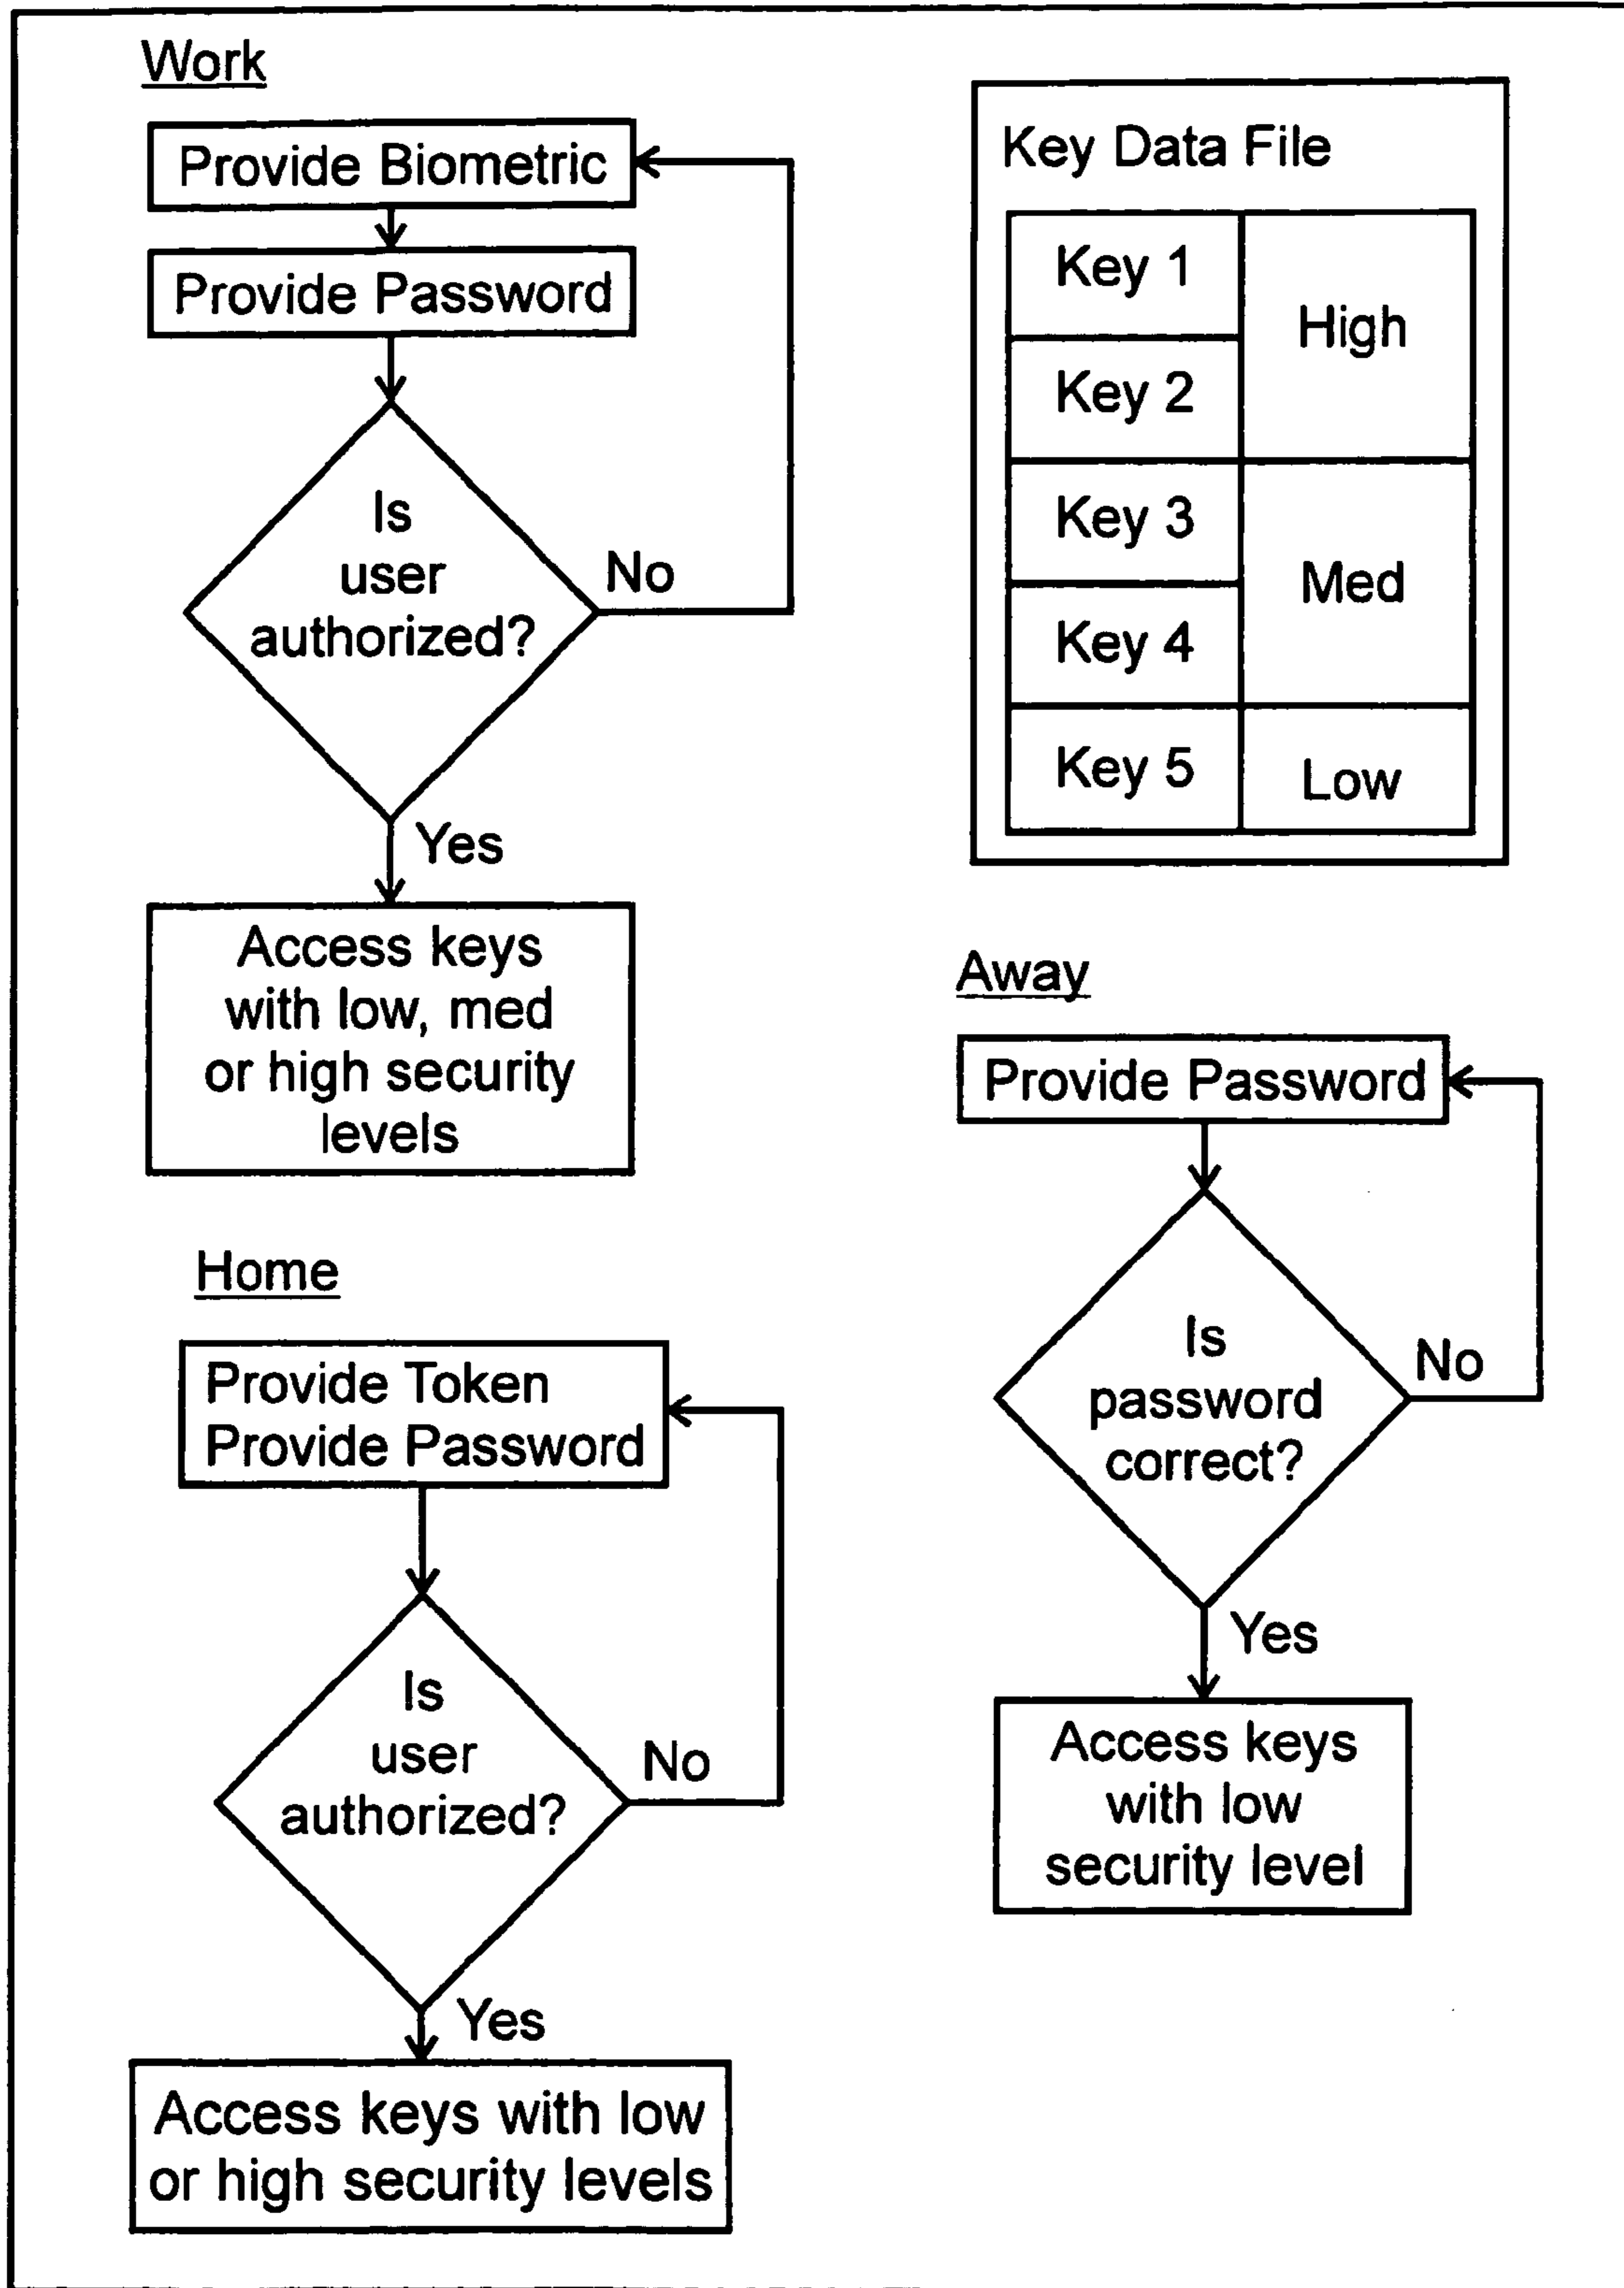 Work
Provide Biometric
Provide Password
Is
user
authorized?
No
Yes
Access keys
with low, med
or high security
levels
Key Data File
Key 1
Key 2
High
Key 3
Key 4
Med
Key 5
Low
Home
Provide Token
Provide Password
Is
user
authorized?
No
Yes
Access keys with low
or high security levels
Away
Provide Password
Is
password
correct?
No
Yes
Access keys
with low
security level